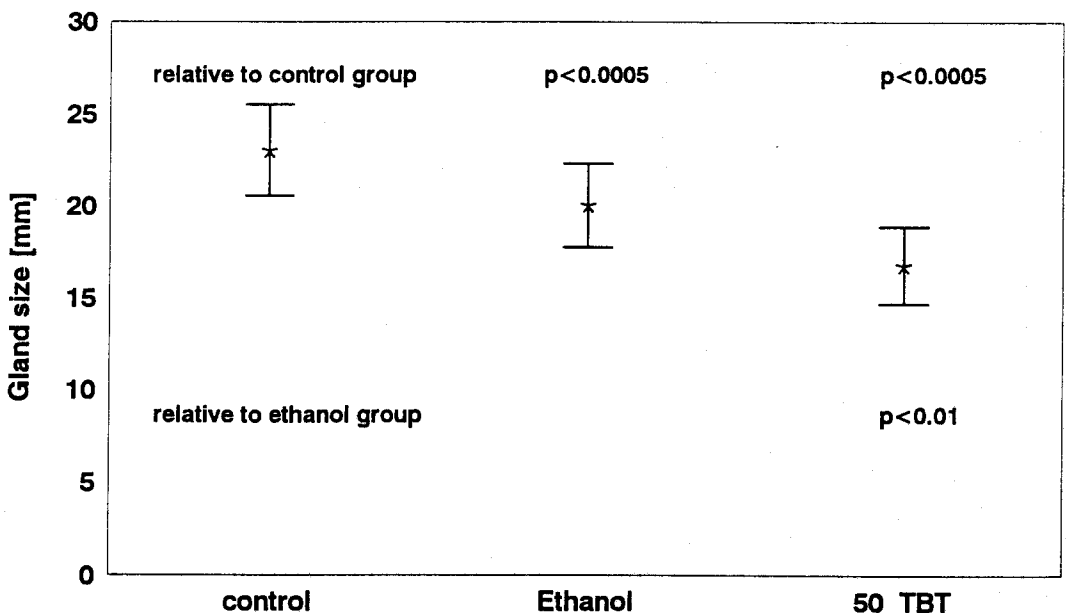 30
relative to control group p<0.0005 p<0.0005
25
20
Gland size [mm]
15
10
relative to ethanol group p<0.01
5
0
control Ethanol 50 TBT